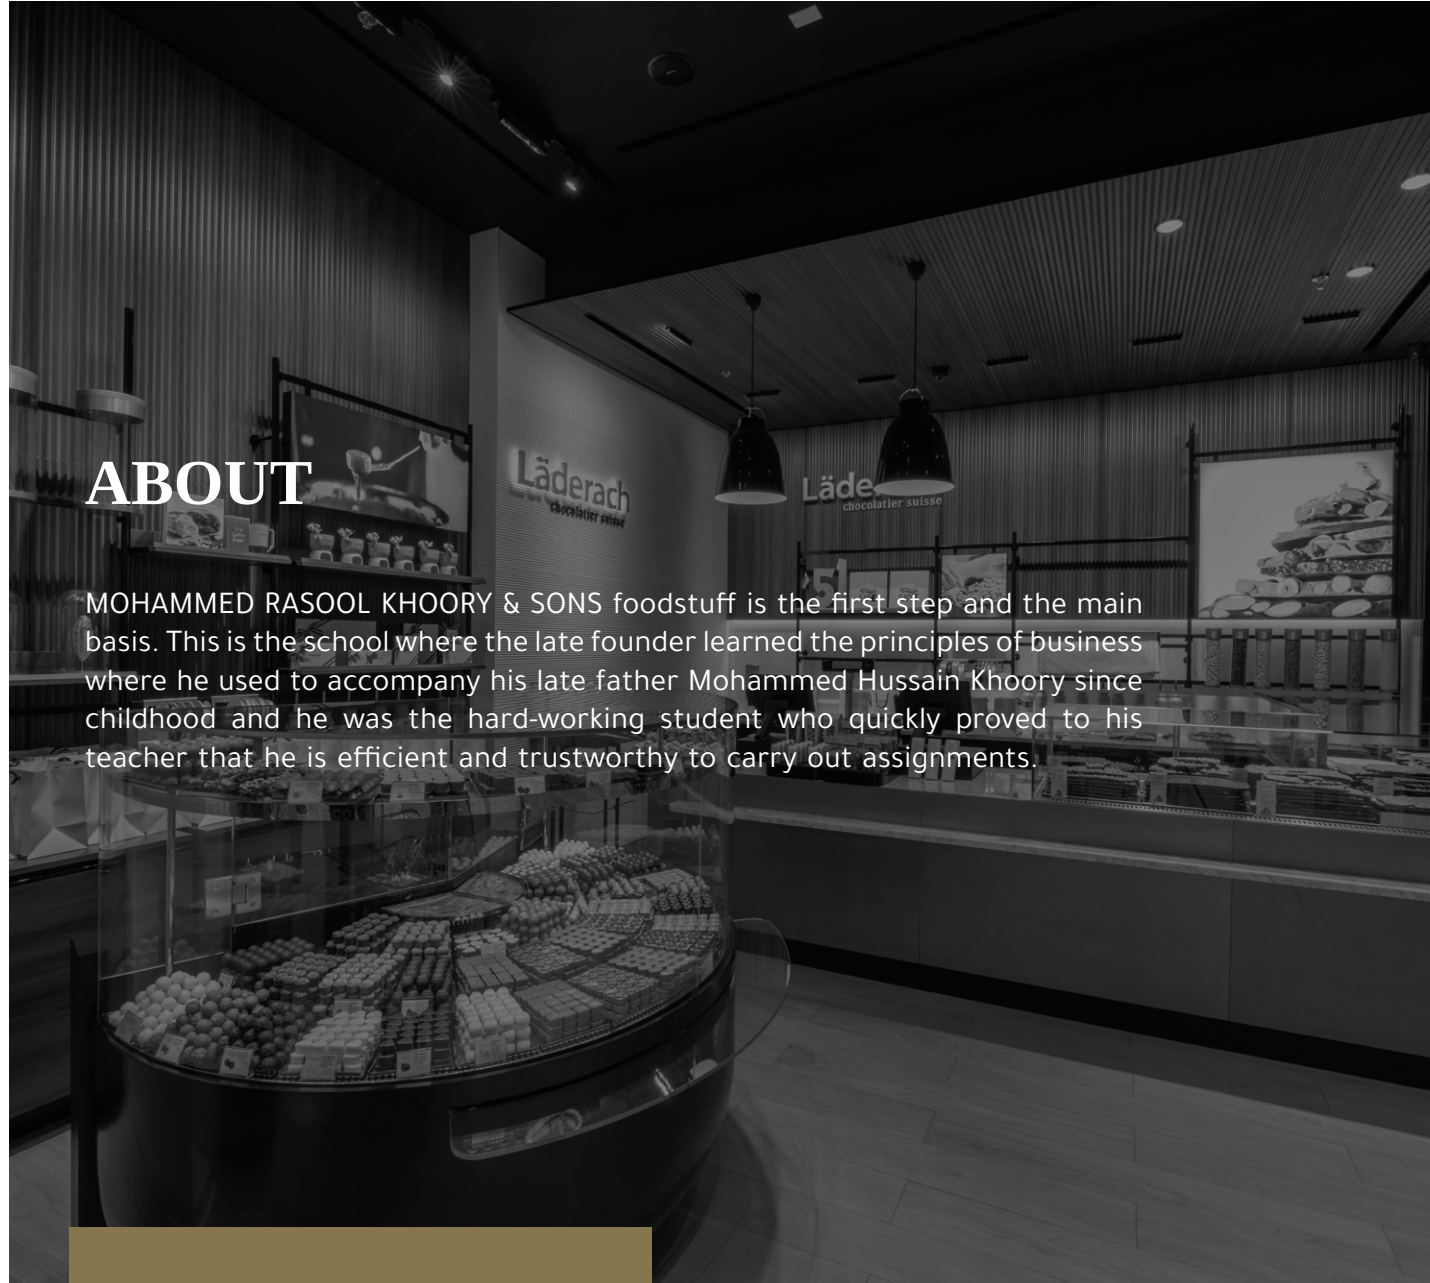 Läderach
chocolatier suisse
Läde
chocolatier suisse
ABOUT
MOHAMMED RASOOL KHOORY & SONS foodstuff is the first step and the main
basis. This is the school where the late founder learned the principles of business
where he used to accompany his late father Mohammed Hussain Khoory since
childhood and he was the hard-working student who quickly proved to his
teacher that he is efficient and trustworthy to carry out assignments.